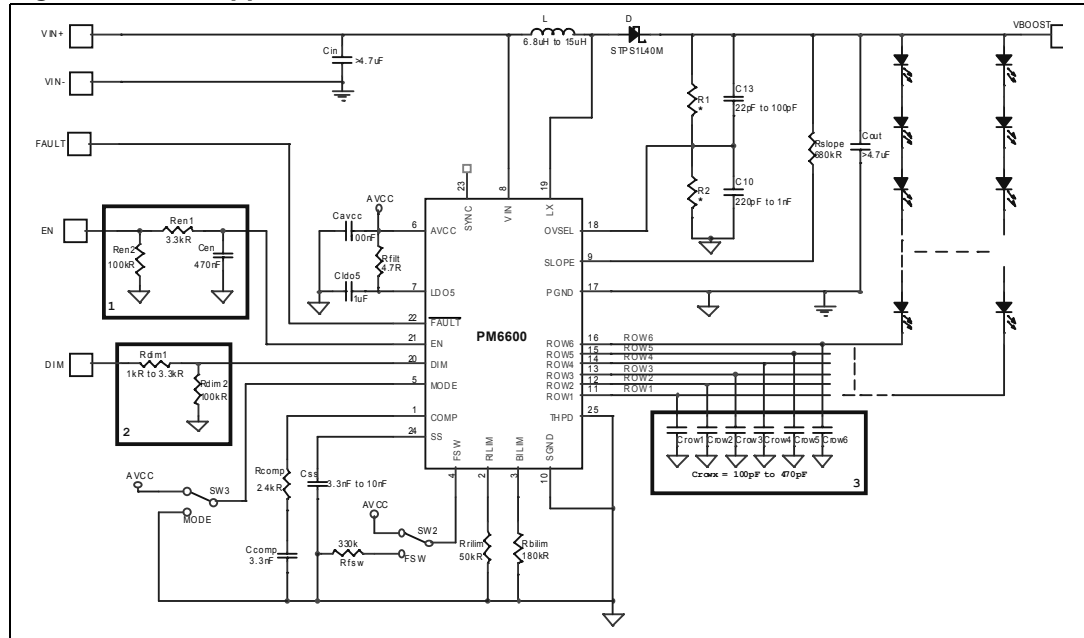 VIN+
L
6.8uH to 15uH
D
STPS1L40M
VBOOST
Cin
>4.7uF
VIN-
R1
*
C13
22pF to 100pF
FAULT
Rslope
680kR
Cout
>4.7uF
R2
*
C10
220pF to 1nF
AVCC
23
SYNC
8
VIN
19
LX
Cavcc
100nF
6
AVCC
OVSEL
18
EN
Ren1
3.3kR
Ren2
100kR
Cen
470nF
1
Rfilt
4.7R
SLOPE
9
Cldo5
1uF
7
LDO5
PGND
17
22
FAULT
PM6600
21
EN
ROW6
16
ROW6
DIM
Rdim1
1kR to 3.3kR
20
DIM
ROW5
15
ROW5
ROW4
14
ROW4
Rdim2
100kR
5
MODE
ROW3
13
ROW3
ROW2
12
ROW2
ROW1
11
ROW1
2
1
COMP
THPD
25
24
SS
FSW
4
RILIM
2
BILIM
3
SGND
10
Crow1
Crow2
Crow3
Crow4
Crow5
Crow6
Crowx = 100pF to 470pF
3
AVCC
SW3
MODE
Rcomp
2.4kR
Css
3.3nF to 10nF
AVCC
SW2
FSW
Ccomp
3.3nF
330k
Rfsw
Rrilim
50kR
Rbilim
180kR